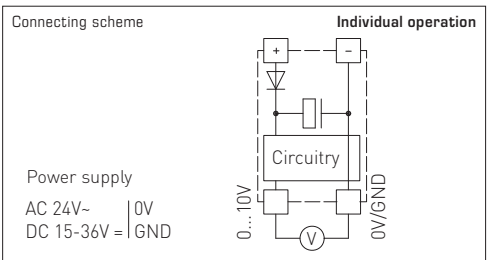 Connecting scheme
Individual operation
+ −
Circuitry
Power supply
AC 24V~ | 0V
DC 15-36V = | GND
0...10V
0V/GND
V